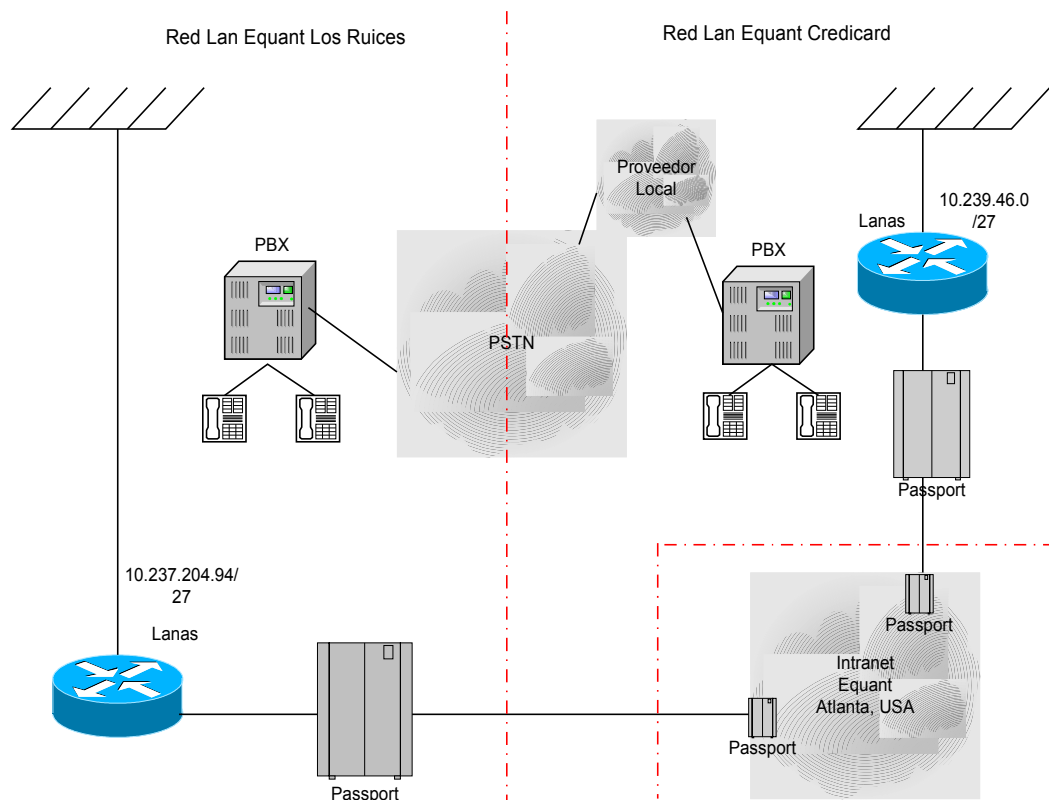 Red Lan Equant Los Ruices
Red Lan Equant Credicard
Proveedor
Local
10.239.46.0
/27
Lanas
PBX
PBX
PSTN
Passport
10.237.204.94/
27
Lanas
Passport
Intranet
Equant
Atlanta, USA
Passport
Passport